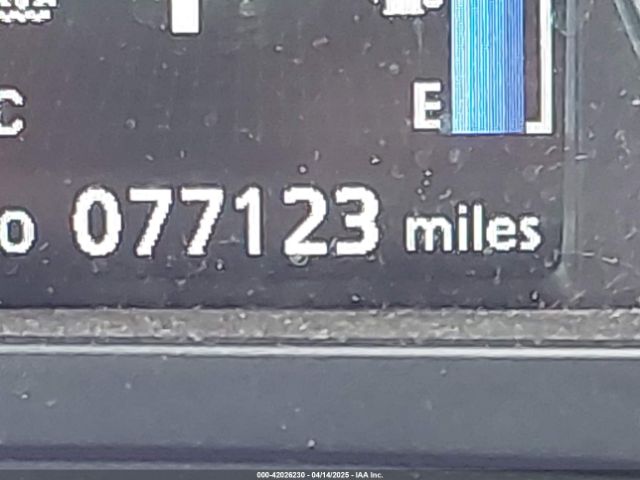 C
E
o 077123 miles
000-42026230 - 04/14/2025 - IAA Inc.